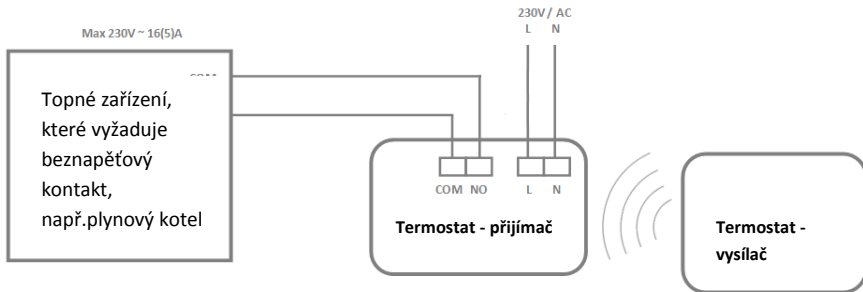 230V / AC
L N
Max 230V ~ 16(5)A
Topné zařízení,
které vyžaduje
beznapěťový
kontakt,
např.plynový kotel
COM NO L N
Termostat - přijímač
Termostat -
vysílač